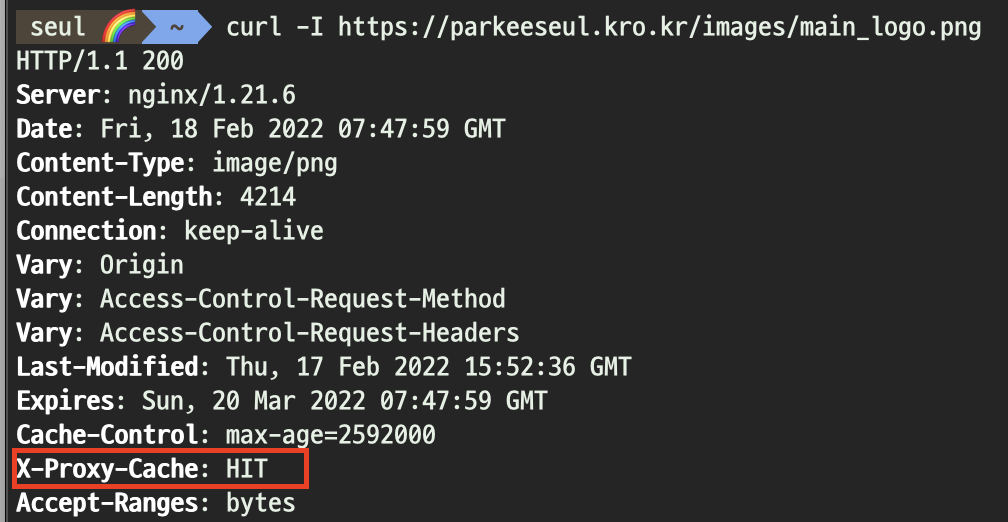 seul 🌈 ~ curl -I https://parkeeseul.kro.kr/images/main_logo.png
HTTP/1.1 200
Server: nginx/1.21.6
Date: Fri, 18 Feb 2022 07:47:59 GMT
Content-Type: image/png
Content-Length: 4214
Connection: keep-alive
Vary: Origin
Vary: Access-Control-Request-Method
Vary: Access-Control-Request-Headers
Last-Modified: Thu, 17 Feb 2022 15:52:36 GMT
Expires: Sun, 20 Mar 2022 07:47:59 GMT
Cache-Control: max-age=2592000
X-Proxy-Cache: HIT
Accept-Ranges: bytes